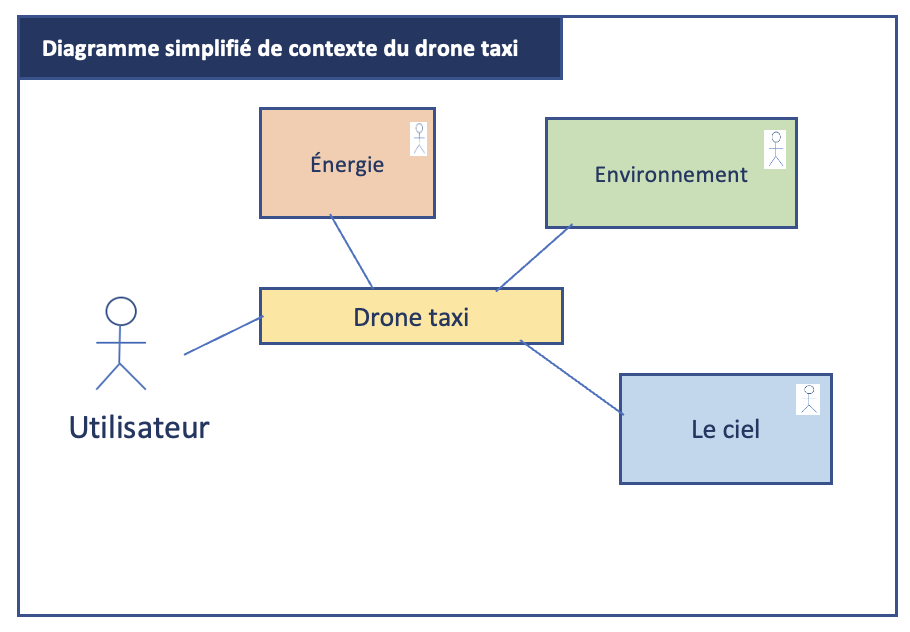 Diagramme simplifié de contexte du drone taxi
Énergie
Environnement
Drone taxi
Utilisateur
Le ciel